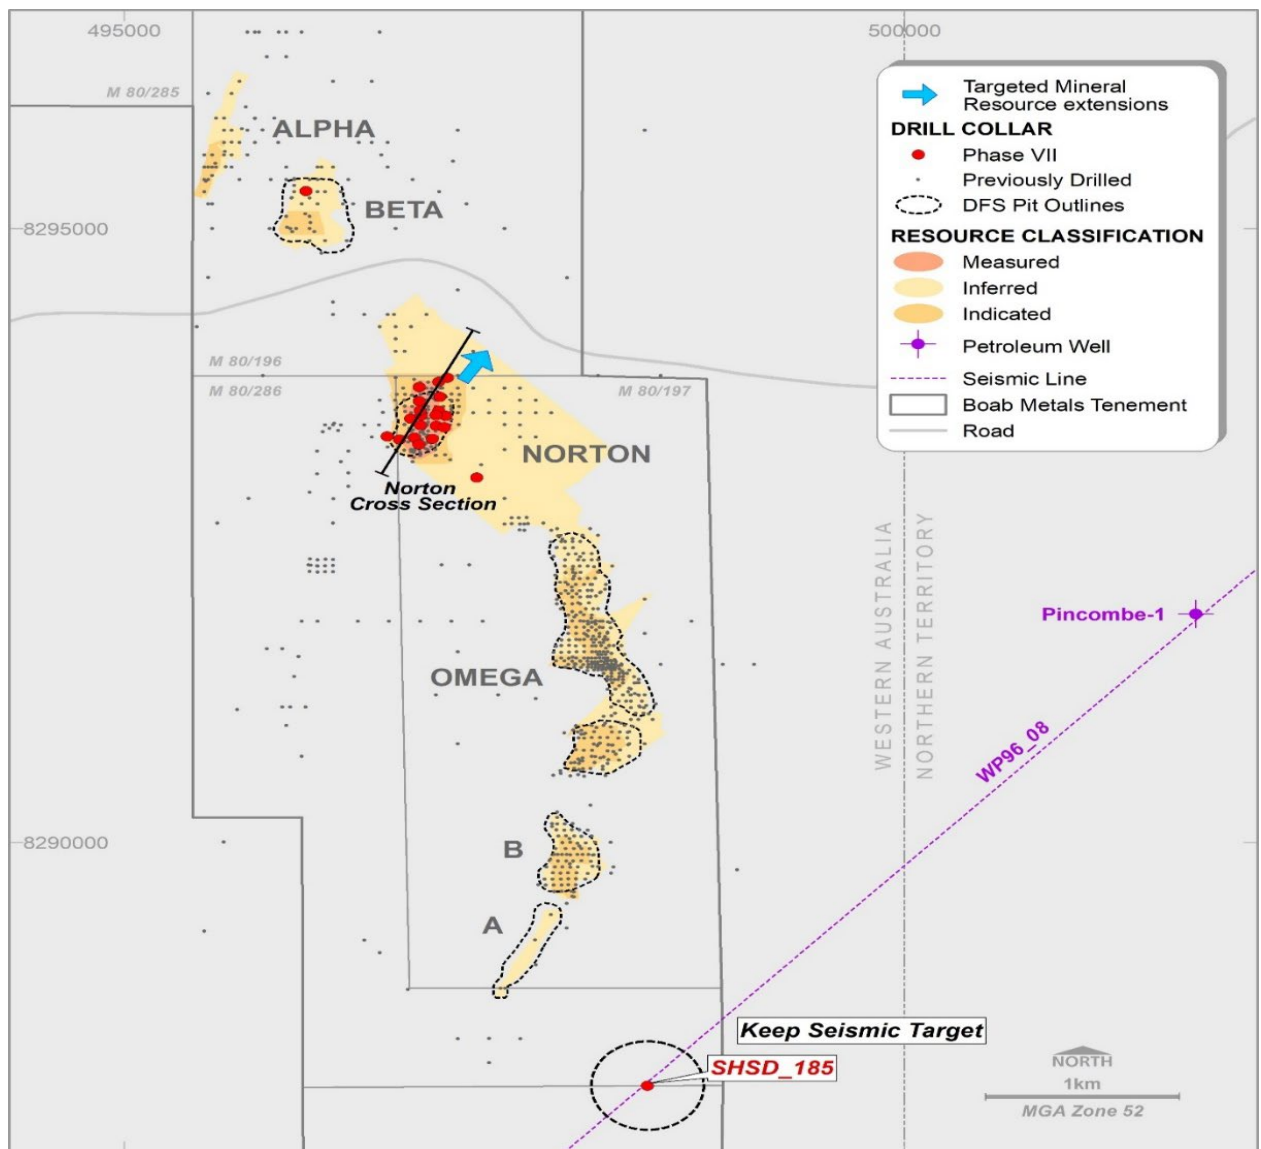 495000
500000
M 80/285
ALPHA
BETA
8295000
Targeted Mineral
Resource extensions
DRILL COLLAR
Phase VII
Previously Drilled
DFS Pit Outlines
RESOURCE CLASSIFICATION
Measured
Inferred
Indicated
Petroleum Well
Seismic Line
Boab Metals Tenement
Road
M 80/196
M 80/286
M 80/197
NORTON
Norton
Cross Section
WESTERN AUSTRALIA
NORTHERN TERRITORY
Pincombe-1
OMEGA
WP96_08
8290000
B
A
Keep Seismic Target
SHSD_185
NORTH
1km
MGA Zone 52